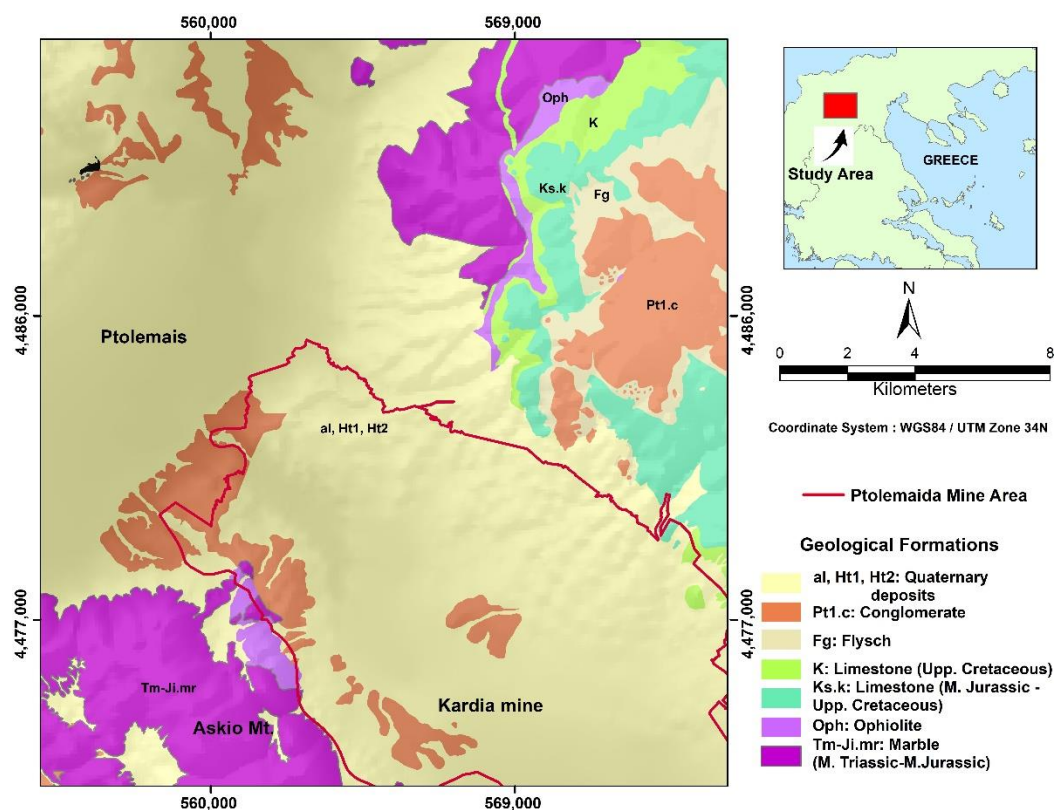 560,000
569,000
Oph
K
Ks.k
Fg
Pt1.c
4,486,000
4,486,000
Ptolemais
al, Ht1, Ht2
4,477,000
4,477,000
Tm-Ji.mr
Askio Mt.
Kardia mine
560,000
569,000
GREECE
Study Area
N
0 2 4 6 8
Kilometers
Coordinate System : WGS84 / UTM Zone 34N
Ptolemaida Mine Area
Geological Formations
al, Ht1, Ht2: Quaternary
deposits
Pt1.c: Conglomerate
Fg: Flysch
K: Limestone (Upp. Cretaceous)
Ks.k: Limestone (M. Jurassic -
Upp. Cretaceous)
Oph: Ophiolite
Tm-Ji.mr: Marble
(M. Triassic-M.Jurassic)